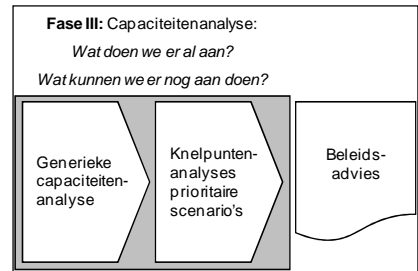 Fase III: Capaciteitenanalyse:
Wat doen we er al aan?
Wat kunnen we er nog aan doen?
Generieke
capaciteiten-
analyse
Knelpunten-
analyses
prioritaire
scenario's
Beleids-
advies